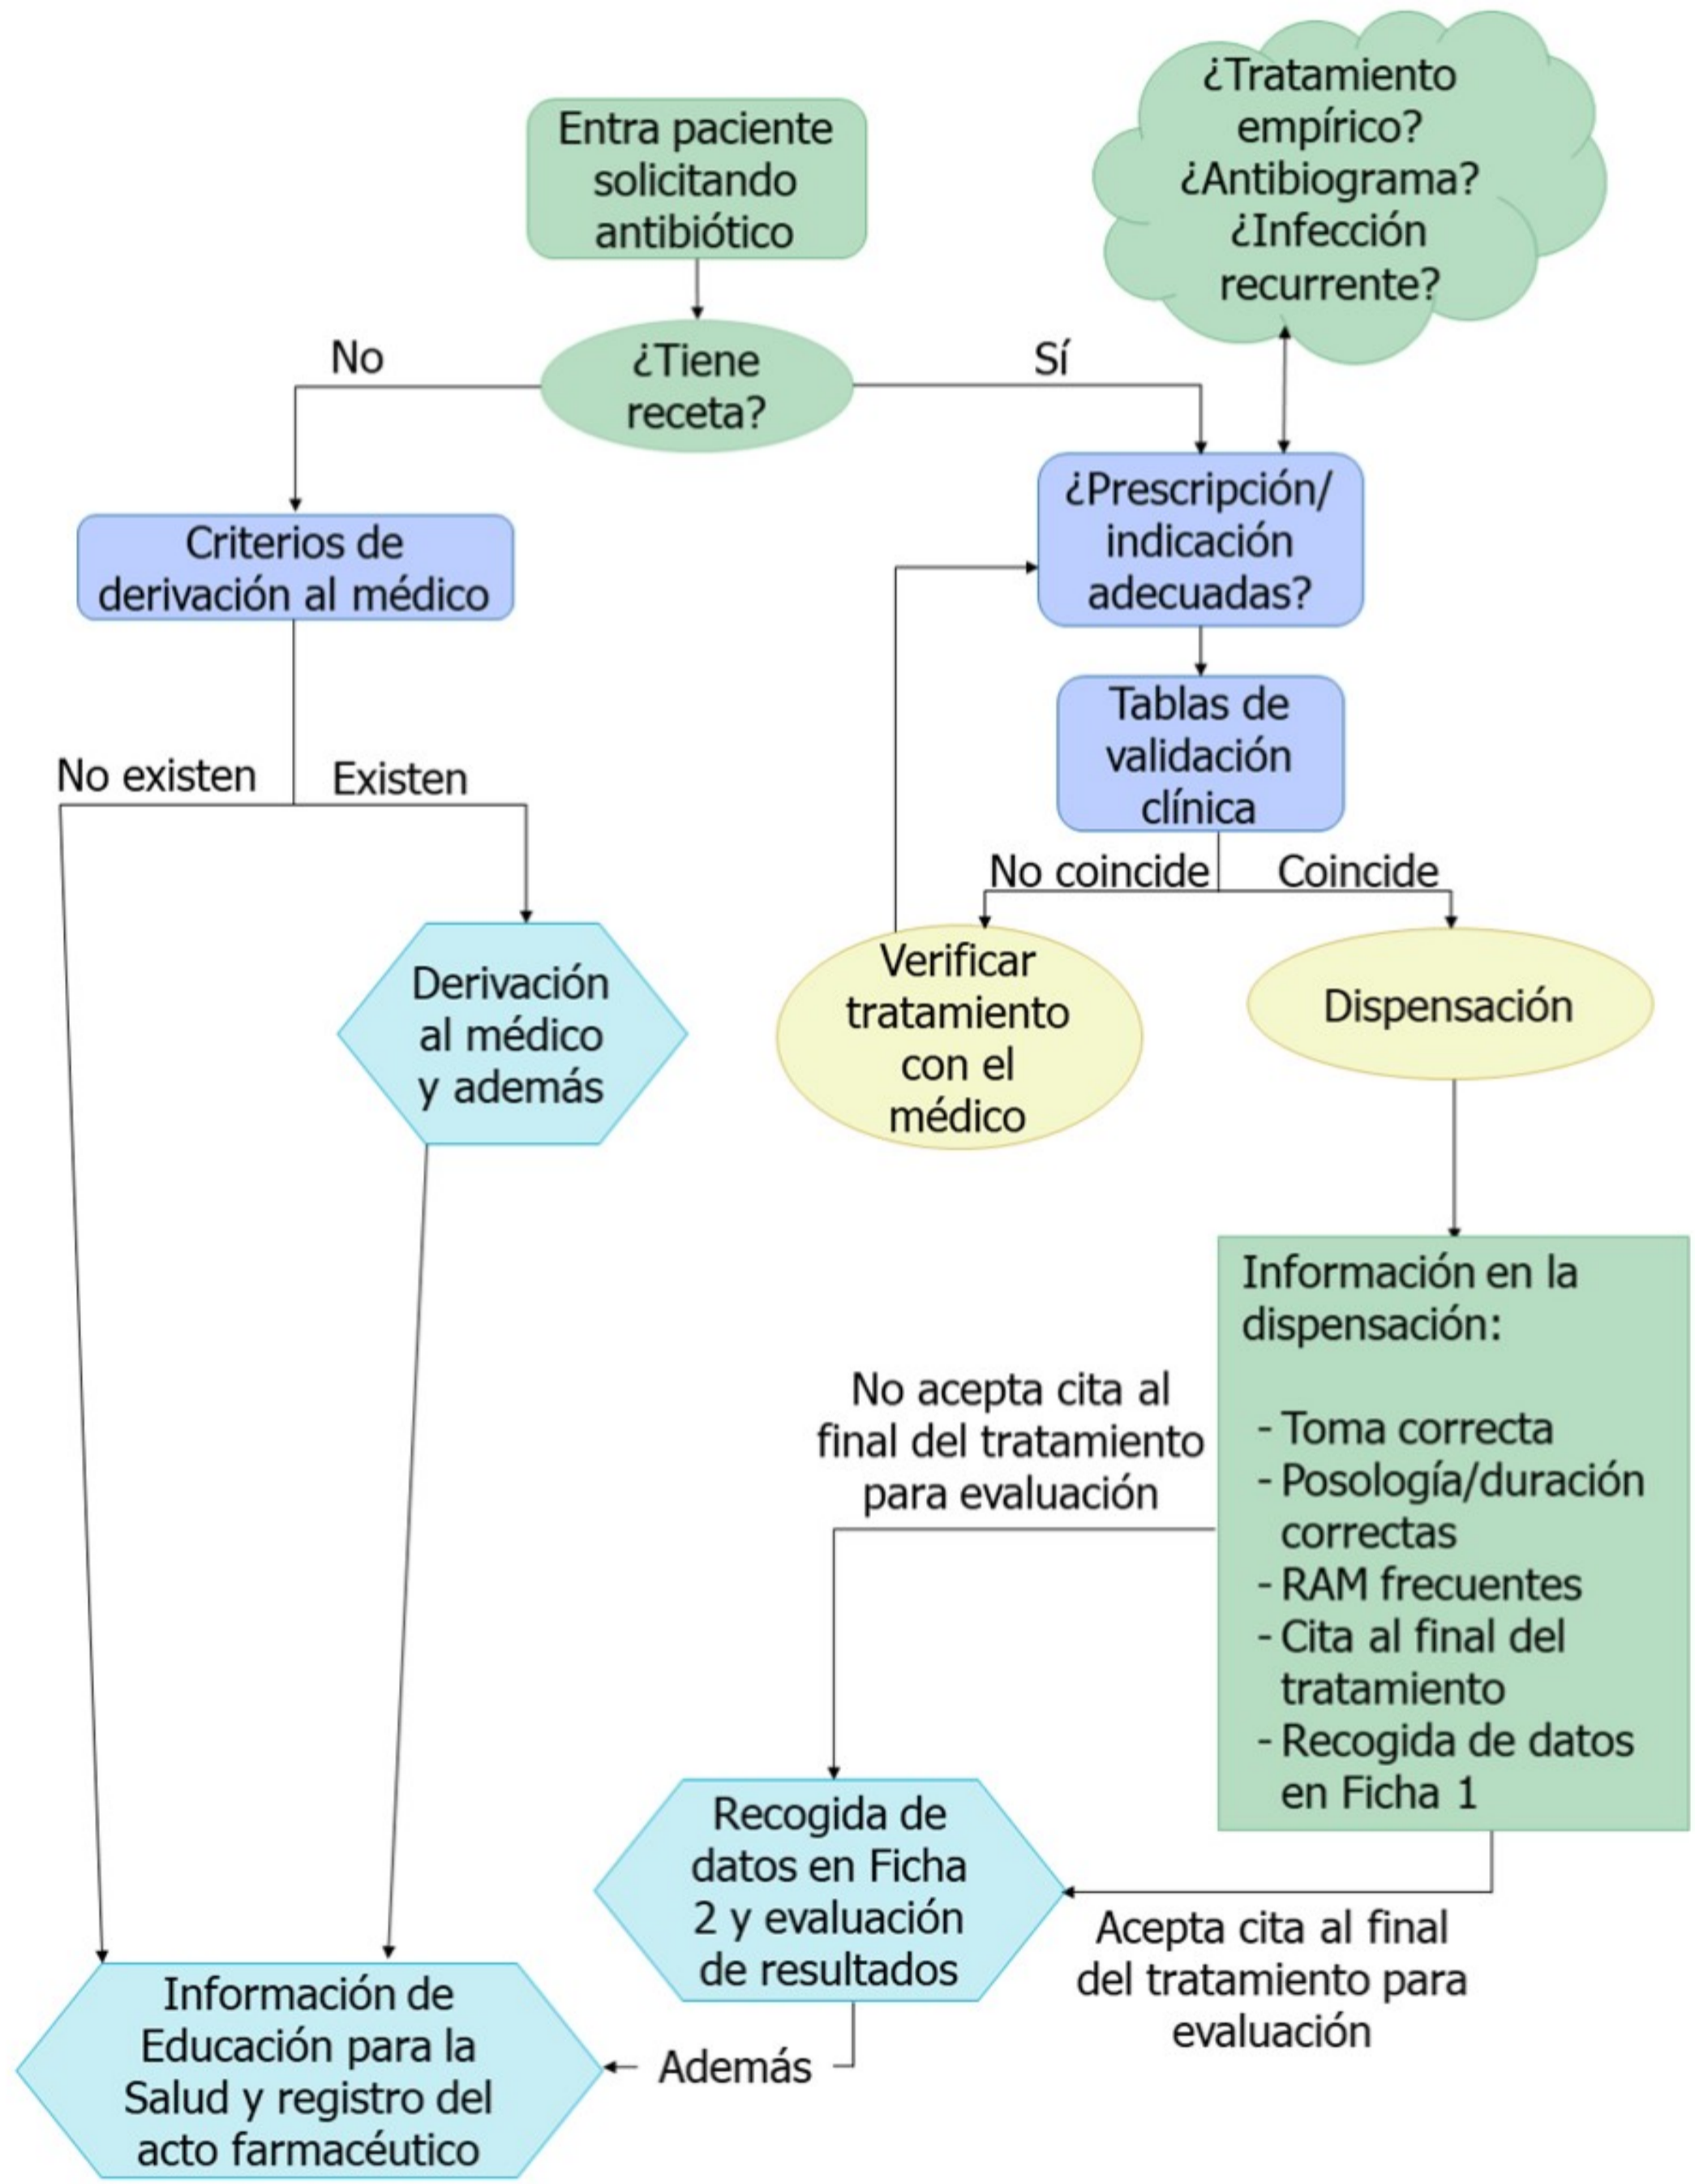 ¿Tratamiento
empírico?
¿Antibiograma?
¿Infección
recurrente?
Entra paciente
solicitando
antibiótico
No
¿Tiene
receta?
Sí
Criterios de
derivación al médico
¿Prescripción/
indicación
adecuadas?
Tablas de
validación
clínica
No existen
Existen
No coincide
Coincide
Derivación
al médico
y además
Verificar
tratamiento
con el
médico
Dispensación
Información en la
dispensación:
- Toma correcta
- Posología/duración
correctas
- RAM frecuentes
- Cita al final del
tratamiento
- Recogida de datos
en Ficha 1
No acepta cita al
final del tratamiento
para evaluación
Recogida de
datos en Ficha
2 y evaluación
de resultados
Acepta cita al final
del tratamiento para
evaluación
Además
Información de
Educación para la
Salud y registro del
acto farmacéutico